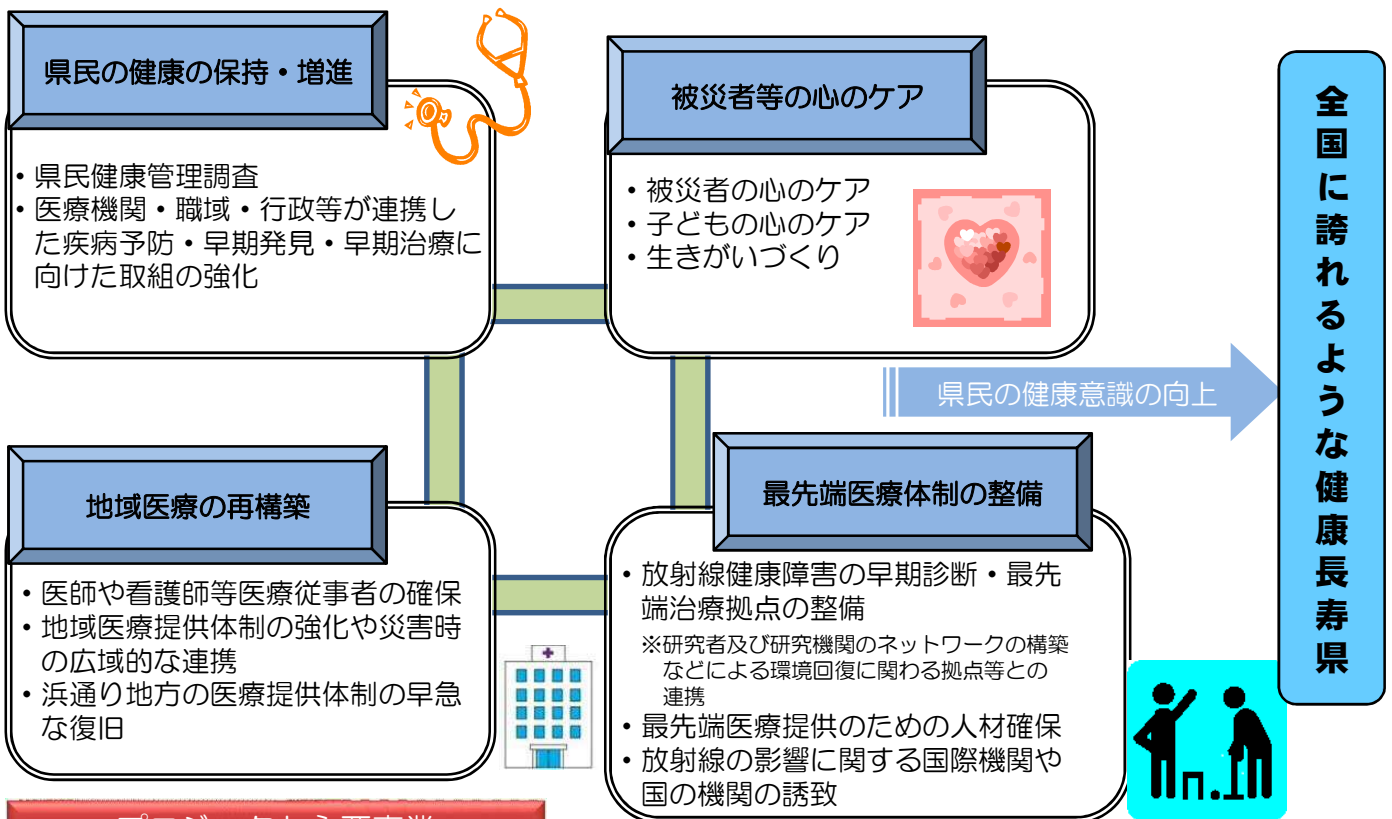 県民の健康の保持・増進
・県民健康管理調査
・医療機関・職域・行政等が連携し
た疾病予防・早期発見・早期治療に
向けた取組の強化
被災者等の心のケア
・被災者の心のケア
・子どもの心のケア
・生きがいづくり
県民の健康意識の向上
全国に誇れるような健康長寿県
地域医療の再構築
・医師や看護師等医療従事者の確保
・地域医療提供体制の強化や災害時
の広域的な連携
・浜通り地方の医療提供体制の早急
な復旧
最先端医療体制の整備
・放射線健康障害の早期診断・最先
端治療拠点の整備
※研究者及び研究機関のネットワークの構築
などによる環境回復に関わる拠点等との
連携
・最先端医療提供のための人材確保
・放射線の影響に関する国際機関や
国の機関の誘致